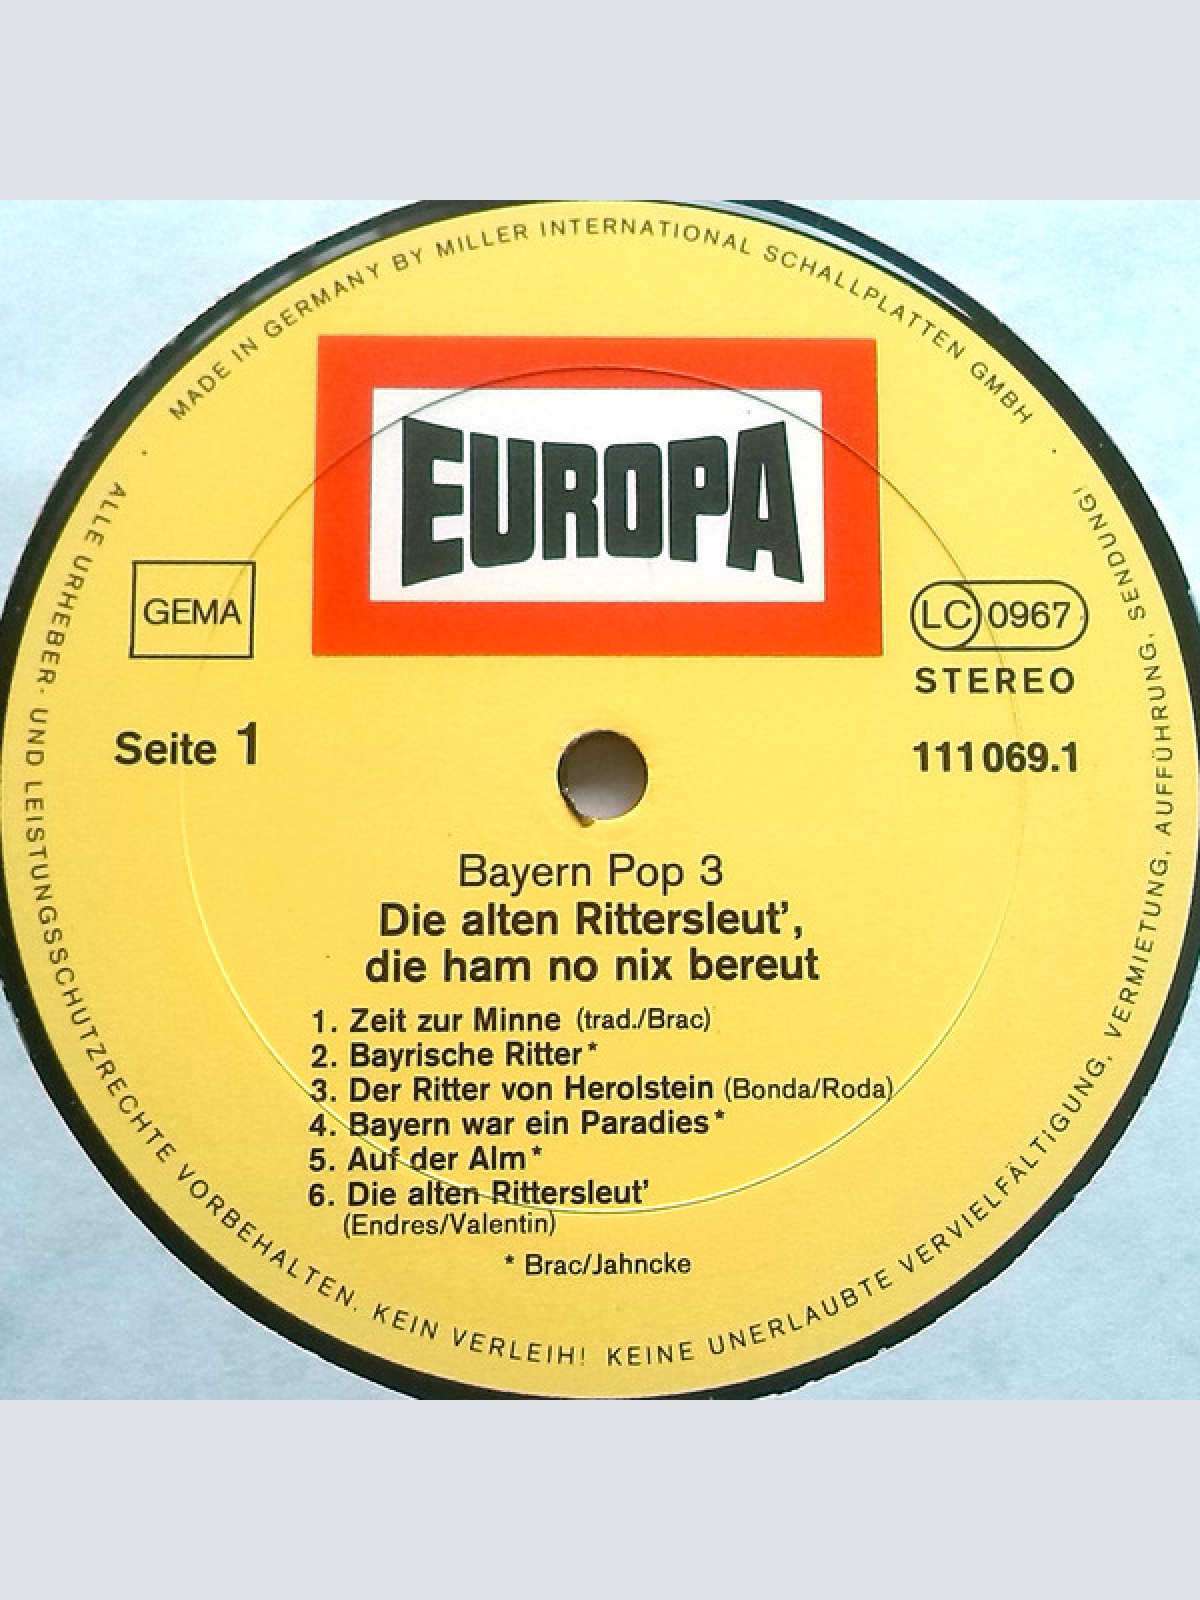 MADE IN GERMANY BY MILLER INTERNATIONAL SCHALLPLATTEN GMBH
EUROPA
GEMA
LC 0967
STEREO
Seite 1
111 069.1
Bayern Pop 3
Die alten Rittersleut’,
die ham no nix bereut
1. Zeit zur Minne (trad./Brac)
2. Bayrische Ritter*
3. Der Ritter von Herolstein (Bonda/Roda)
4. Bayern war ein Paradies*
5. Auf der Alm*
6. Die alten Rittersleut’
(Endres/Valentin)
* Brac/Jahncke
ALLE URHEBER- UND LEISTUNGSSCHUTZRECHTE VORBEHALTEN. KEIN VERLEIH! KEINE UNERLAUBTE VERVIELFÄLTIGUNG, VERMIETUNG, AUFFÜHRUNG, SENDUNG!